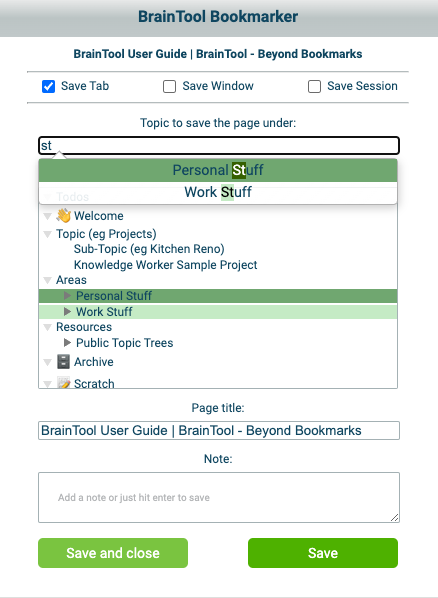 BrainTool Bookmarker
BrainTool User Guide | BrainTool - Beyond Bookmarks
Save Tab Save Window Save Session
Topic to save the page under:
st
Personal Stuff
Work Stuff
Todos
👋 Welcome
Topic (eg Projects)
Sub-Topic (eg Kitchen Reno)
Knowledge Worker Sample Project
Areas
Personal Stuff
Work Stuff
Resources
Public Topic Trees
🗄️ Archive
📝 Scratch
Page title:
BrainTool User Guide | BrainTool - Beyond Bookmarks
Note:
Add a note or just hit enter to save
Save and close Save